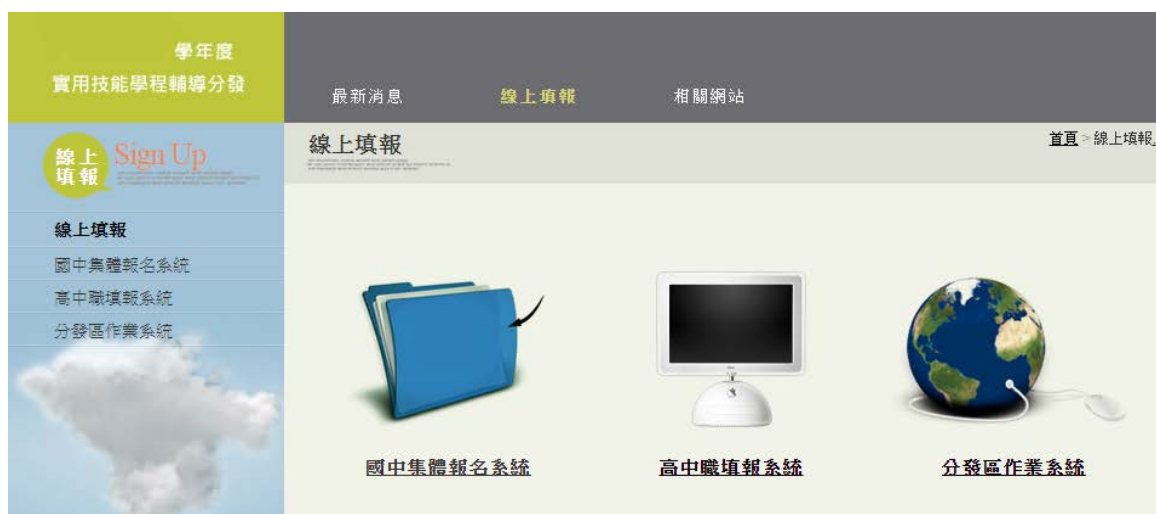 學年度
實用技能學程輔導分發
最新消息 線上填報 相關網站
線上填報
首頁 > 線上填報
線上
填報
Sign Up
線上填報
國中集體報名系統
高中職填報系統
分發區作業系統
國中集體報名系統 高中職填報系統 分發區作業系統